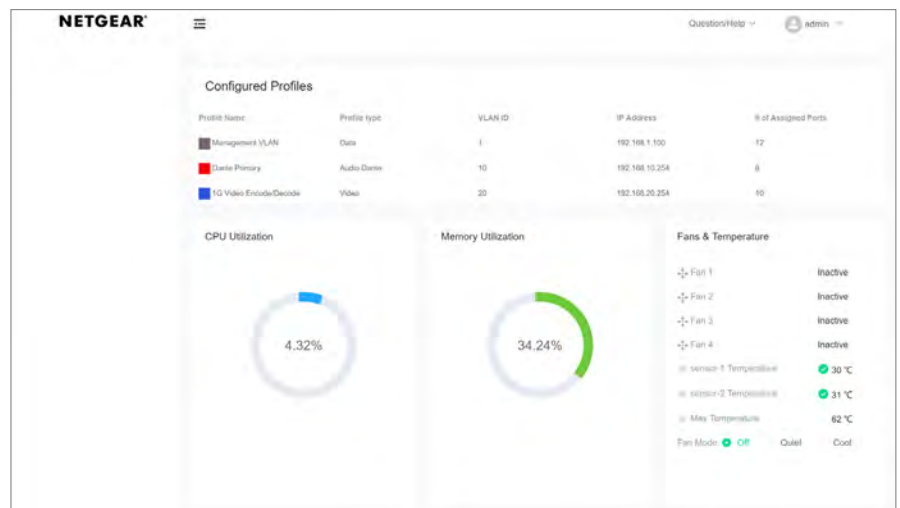 NETGEAR
Question/Help admin
Configured Profiles
Profile Name Profile type VLAN ID IP Address # of Assigned Ports
Management VLAN Data 1 192.168.1.100 12
Dante Primary Audio-Dante 10 192.168.10.254 8
1G Video Encode/Decode Video 20 192.168.20.254 10
CPU Utilization Memory Utilization Fans & Temperature
Fan 1 Inactive
Fan 2 Inactive
Fan 3 Inactive
4.32% 34.24% Fan 4 Inactive
sensor-1 Temperature 30 °C
sensor-2 Temperature 31 °C
Max Temperature 62 °C
Fan Mode Off Quiet Cool